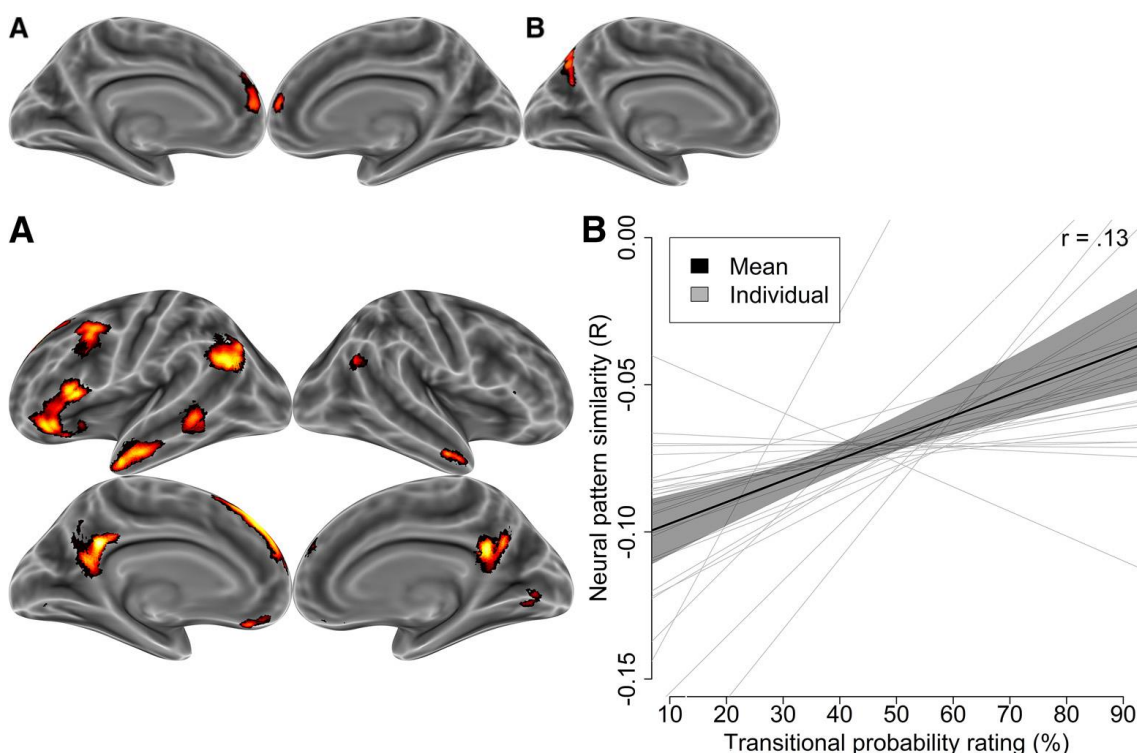 A
B
A
B
r = .13
Mean
Individual
Neural pattern similarity (R)
0.00
-0.05
-0.10
-0.15
10 20 30 40 50 60 70 80 90
Transitional probability rating (%)